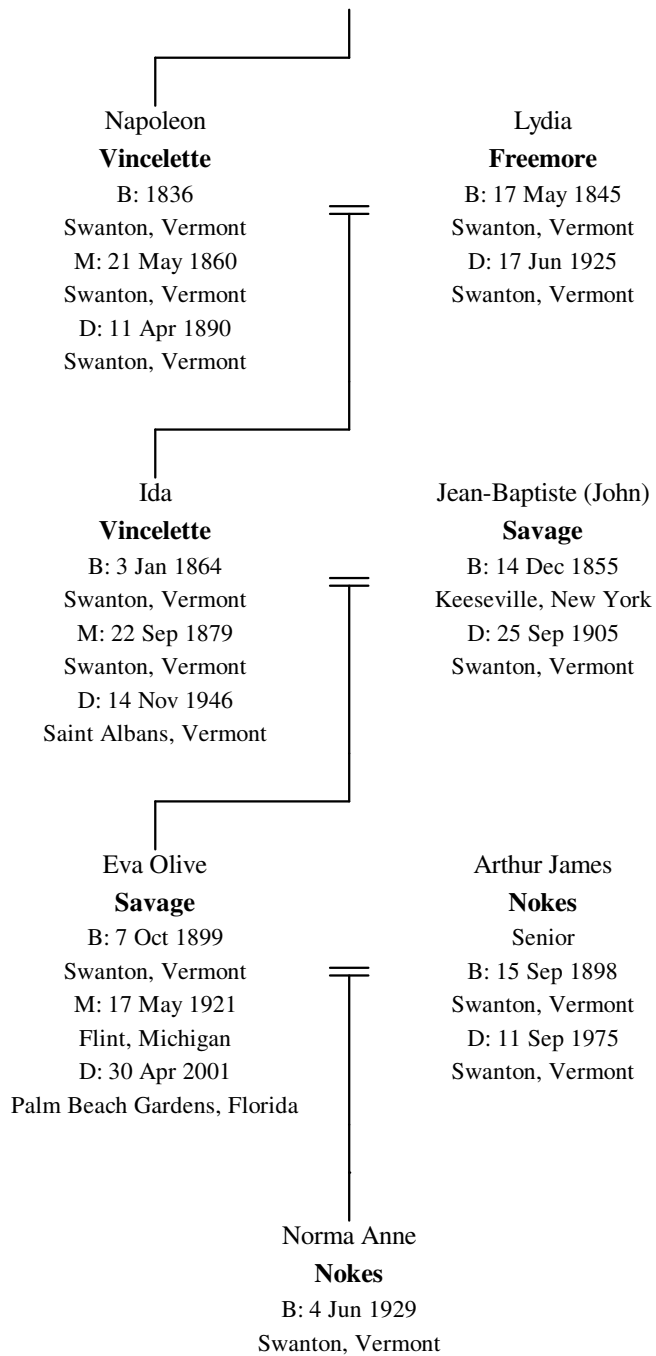 Napoleon
Vincelette
B: 1836
Swanton, Vermont
M: 21 May 1860
Swanton, Vermont
D: 11 Apr 1890
Swanton, Vermont
Lydia
Freemore
B: 17 May 1845
Swanton, Vermont
D: 17 Jun 1925
Swanton, Vermont
Ida
Vincelette
B: 3 Jan 1864
Swanton, Vermont
M: 22 Sep 1879
Swanton, Vermont
D: 14 Nov 1946
Saint Albans, Vermont
Jean-Baptiste (John)
Savage
B: 14 Dec 1855
Keeseville, New York
D: 25 Sep 1905
Swanton, Vermont
Eva Olive
Savage
B: 7 Oct 1899
Swanton, Vermont
M: 17 May 1921
Flint, Michigan
D: 30 Apr 2001
Palm Beach Gardens, Florida
Arthur James
Nokes
Senior
B: 15 Sep 1898
Swanton, Vermont
D: 11 Sep 1975
Swanton, Vermont
Norma Anne
Nokes
B: 4 Jun 1929
Swanton, Vermont